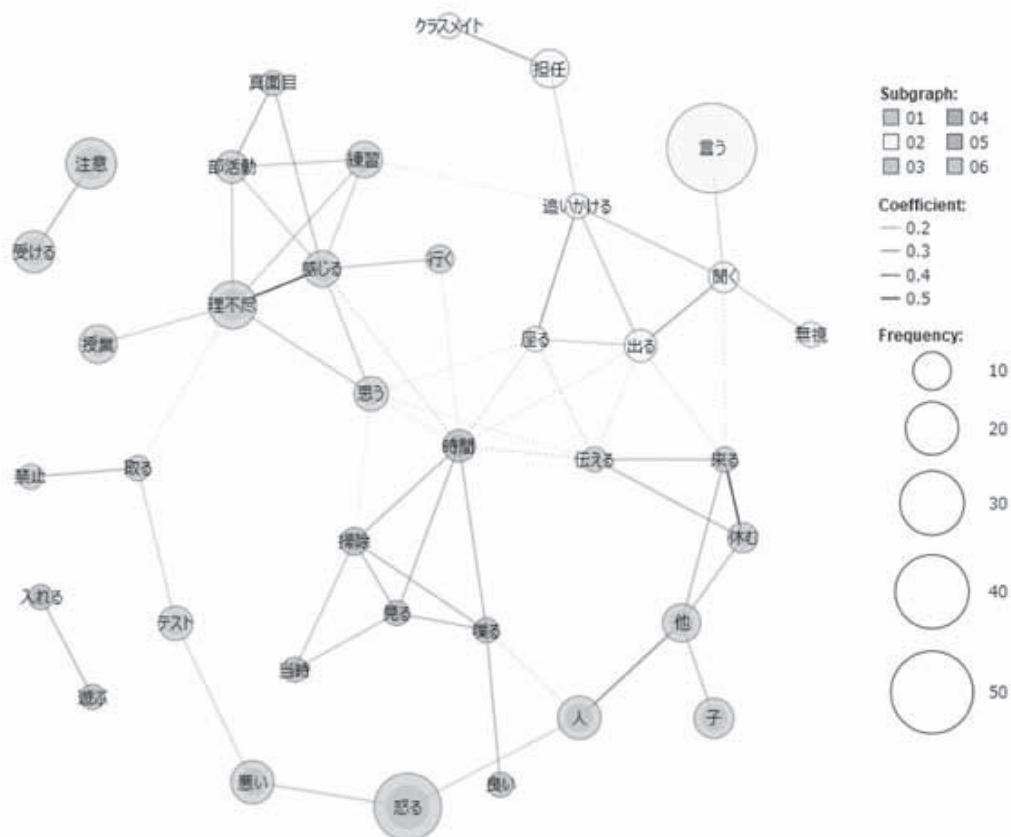 クラスメイト
担任
真面目
言う
注意
部活動
練習
追いかける
受ける
感じる
行く
聞く
理不尽
授業
座る
出る
無視
思う
時間
伝える
来る
禁止
取る
休む
掃除
入れる
見る
テスト
他
喋る
当時
遊ぶ
人
子
悪い
良い
怒る
Subgraph:
01 04
02 05
03 06
Coefficient:
0.2
0.3
0.4
0.5
Frequency:
10
20
30
40
50